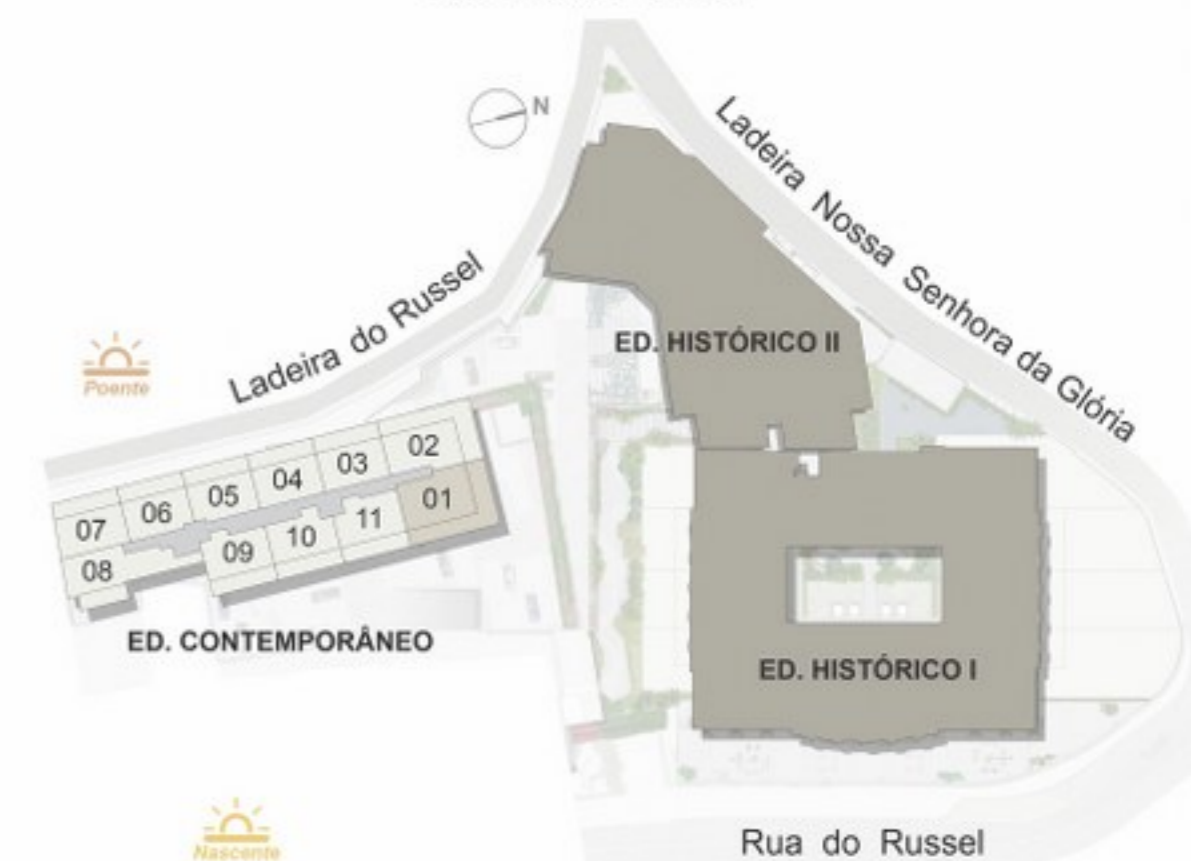 N
Ladeira Nossa Senhora da Glória
Ladeira do Russel
Poente
ED. HISTÓRICO II
02
03
04
05
06
07
01
11
10
09
08
ED. CONTEMPORÂNEO
ED. HISTÓRICO I
Nascente
Rua do Russel